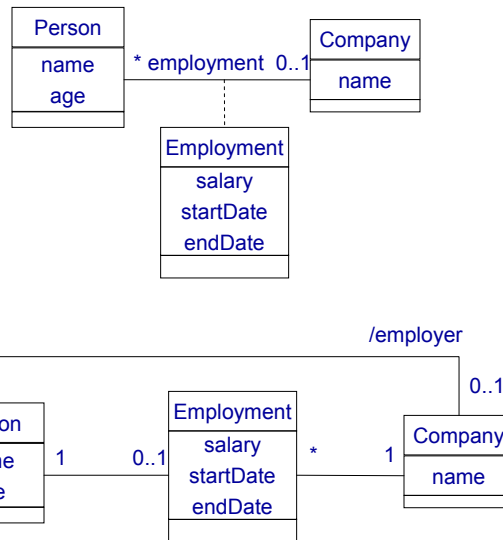 Person
name
age
* employment 0..1
Company
name
Employment
salary
startDate
endDate
/employer
0..1
on
ne
e
1
0..1
Employment
salary
startDate
endDate
*
1
Company
name